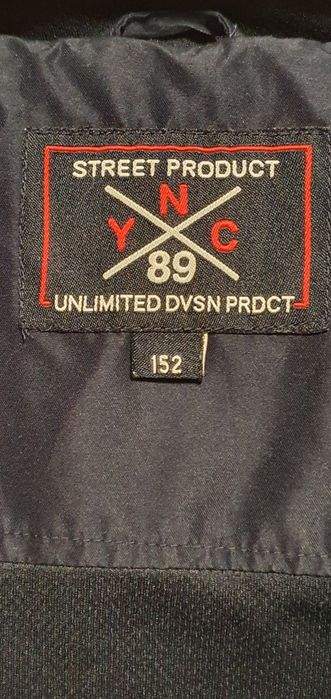 STREET PRODUCT
N
Y C
89
UNLIMITED DVSN PRDCT
152